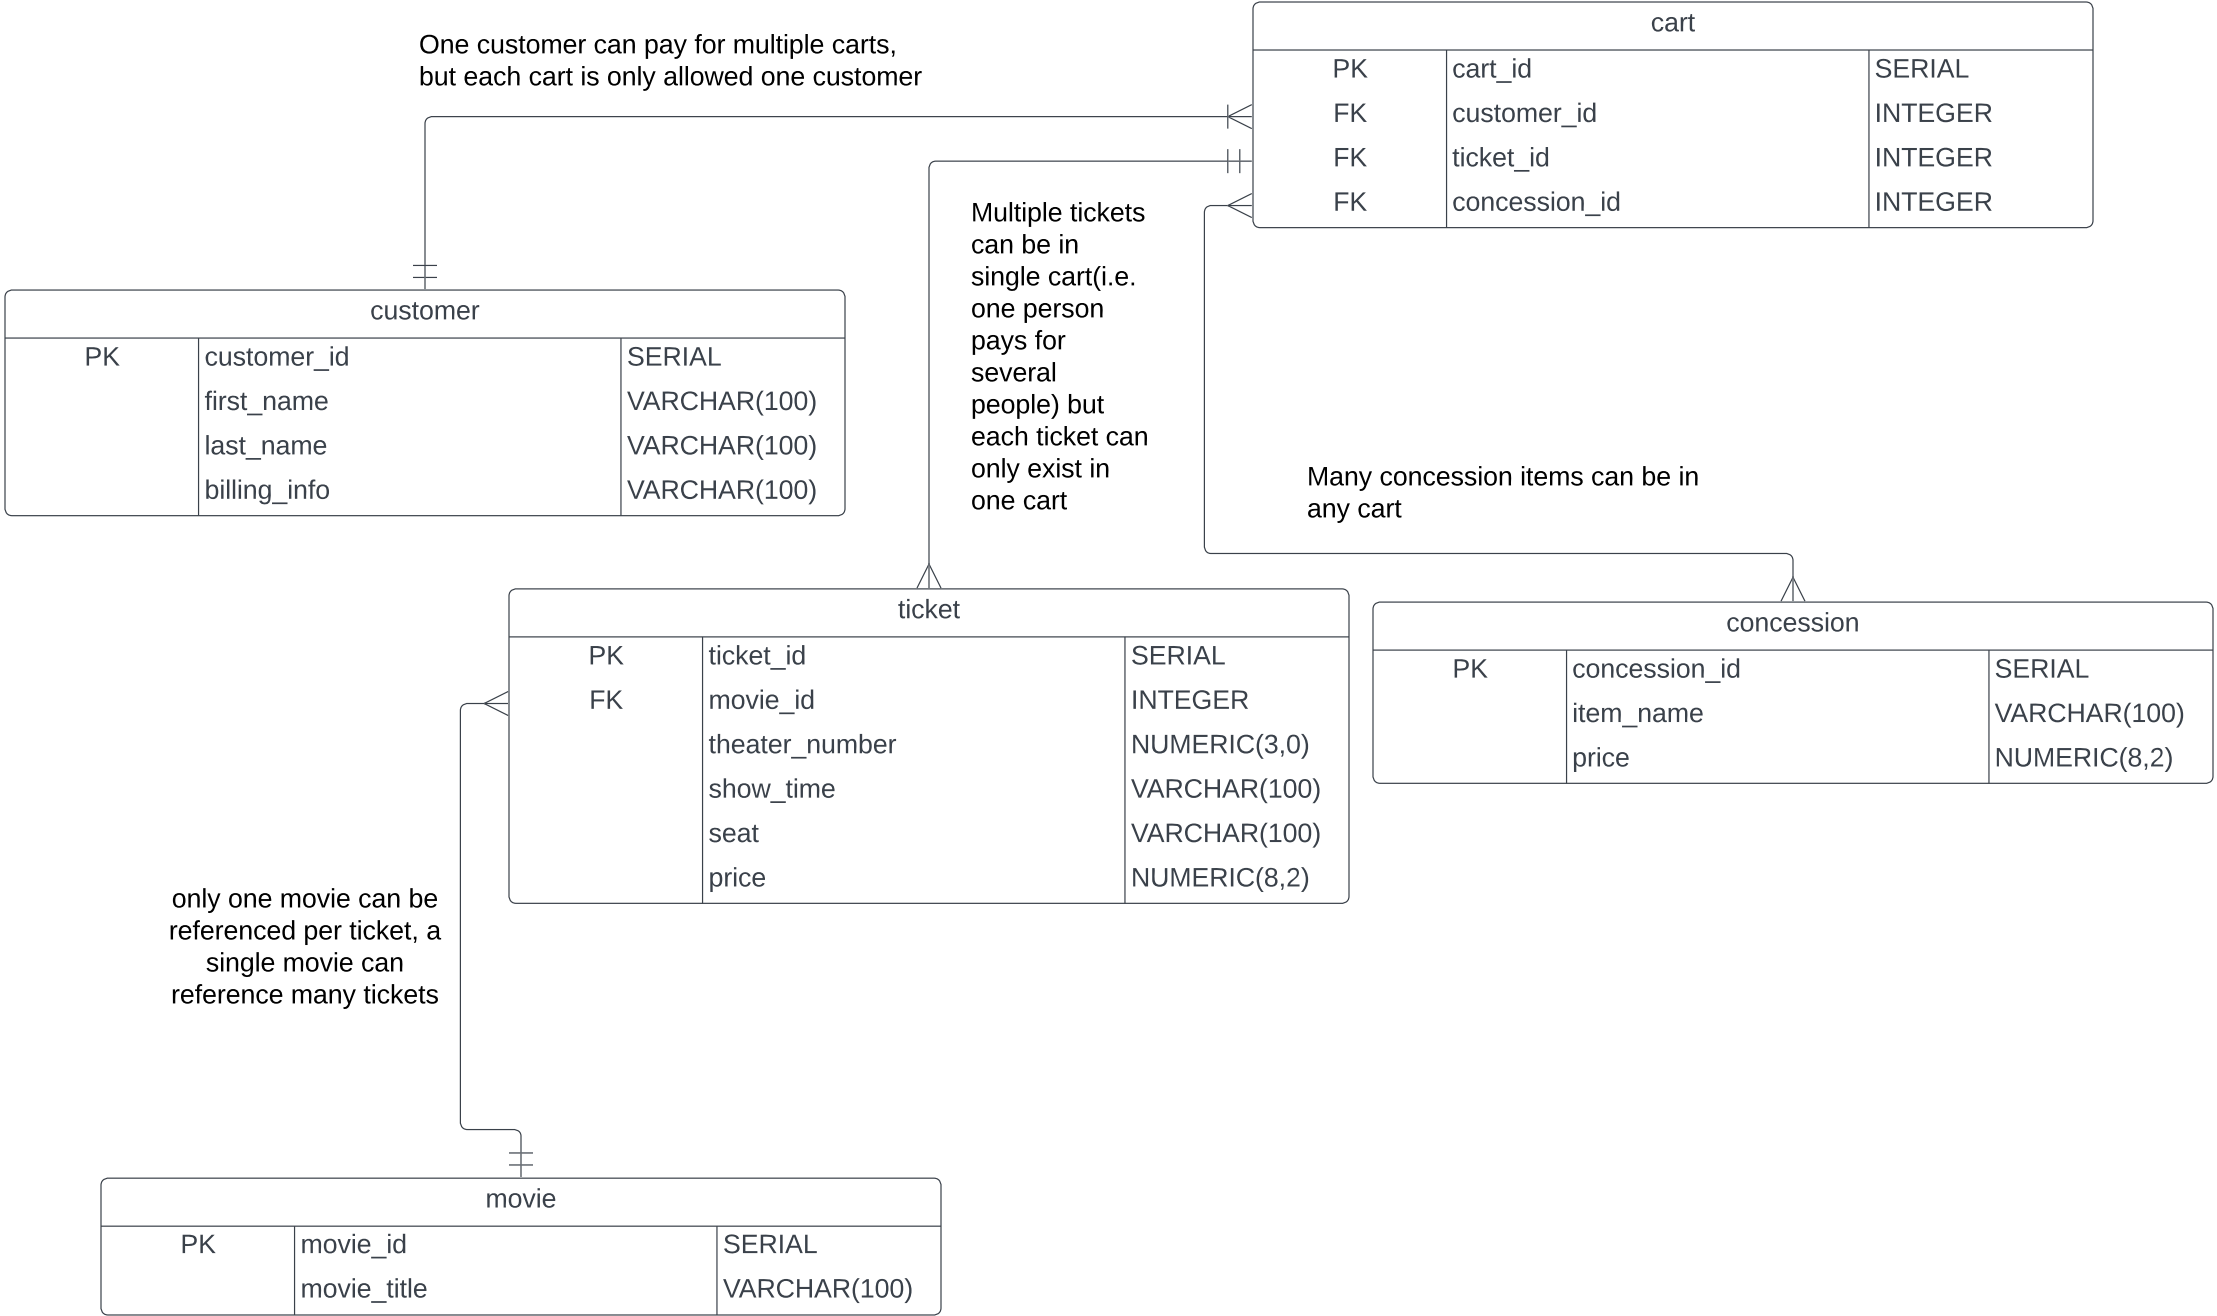 One customer can pay for multiple carts,
but each cart is only allowed one customer
cart
PK cart_id SERIAL
FK customer_id INTEGER
FK ticket_id INTEGER
FK concession_id INTEGER
customer
PK customer_id SERIAL
first_name VARCHAR(100)
last_name VARCHAR(100)
billing_info VARCHAR(100)
Multiple tickets
can be in
single cart(i.e.
one person
pays for
several
people) but
each ticket can
only exist in
one cart
Many concession items can be in
any cart
ticket
PK ticket_id SERIAL
FK movie_id INTEGER
theater_number NUMERIC(3,0)
show_time VARCHAR(100)
seat VARCHAR(100)
price NUMERIC(8,2)
concession
PK concession_id SERIAL
item_name VARCHAR(100)
price NUMERIC(8,2)
only one movie can be
referenced per ticket, a
single movie can
reference many tickets
movie
PK movie_id SERIAL
movie_title VARCHAR(100)